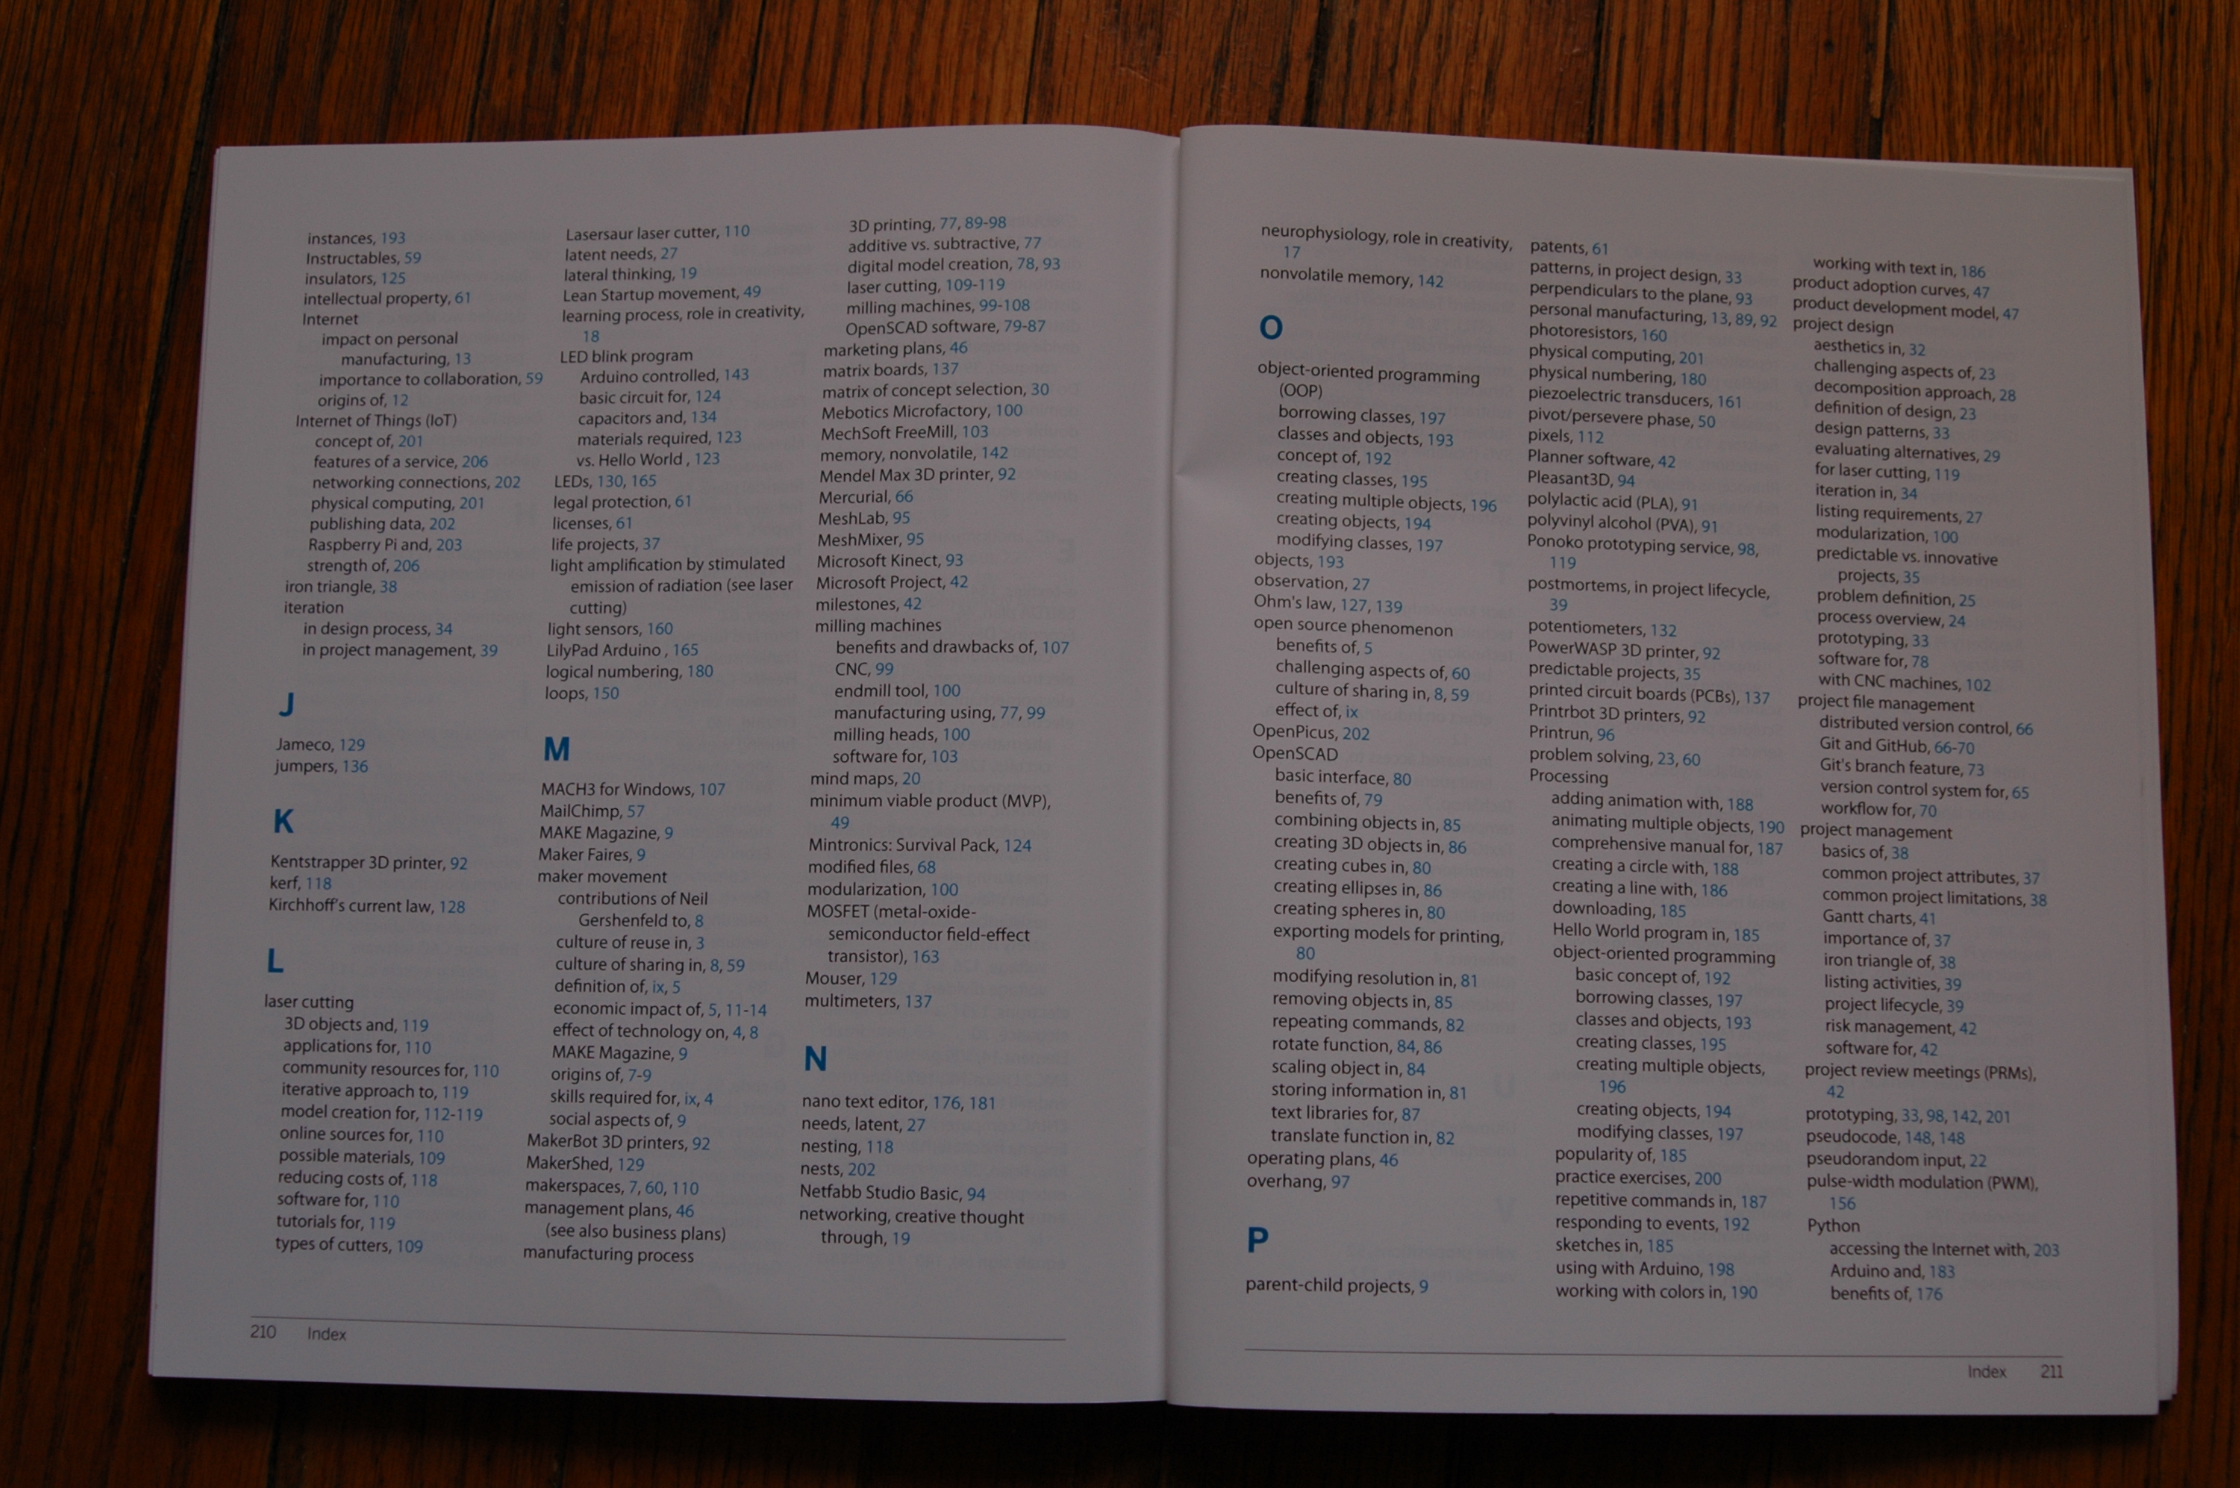 instances, 193
Instructables, 59
insulators, 125
intellectual property, 61
Internet
impact on personal
manufacturing, 13
importance to collaboration, 59
origins of, 12
Internet of Things (IoT)
concept of, 201
features of a service, 206
networking connections, 202
physical computing, 201
publishing data, 202
Raspberry Pi and, 203
strength of, 206
iron triangle, 38
iteration
in design process, 34
in project management, 39
J
Jameco, 129
jumpers, 136
K
Kentstrapper 3D printer, 92
kerf, 118
Kirchhoff's current law, 128
L
laser cutting
3D objects and, 119
applications for, 110
community resources for, 110
iterative approach to, 119
model creation for, 112-119
online sources for, 110
possible materials, 109
reducing costs of, 118
software for, 110
tutorials for, 119
types of cutters, 109
Lasersaur laser cutter, 110
latent needs, 27
lateral thinking, 19
Lean Startup movement, 49
learning process, role in creativity,
18
LED blink program
Arduino controlled, 143
basic circuit for, 124
capacitors and, 134
materials required, 123
vs. Hello World , 123
LEDs, 130, 165
legal protection, 61
licenses, 61
life projects, 37
light amplification by stimulated
emission of radiation (see laser
cutting)
light sensors, 160
LilyPad Arduino , 165
logical numbering, 180
loops, 150
M
MACH3 for Windows, 107
MailChimp, 57
MAKE Magazine, 9
Maker Faires, 9
maker movement
contributions of Neil
Gershenfeld to, 8
culture of reuse in, 3
culture of sharing in, 8, 59
definition of, ix, 5
economic impact of, 5, 11-14
effect of technology on, 4, 8
MAKE Magazine, 9
origins of, 7-9
skills required for, ix, 4
social aspects of, 9
MakerBot 3D printers, 92
MakerShed, 129
makerspaces, 7, 60, 110
management plans, 46
(see also business plans)
manufacturing process
3D printing, 77, 89-98
additive vs. subtractive, 77
digital model creation, 78, 93
laser cutting, 109-119
milling machines, 99-108
OpenSCAD software, 79-87
marketing plans, 46
matrix boards, 137
matrix of concept selection, 30
Mebotics Microfactory, 100
MechSoft FreeMill, 103
memory, nonvolatile, 142
Mendel Max 3D printer, 92
Mercurial, 66
MeshLab, 95
MeshMixer, 95
Microsoft Kinect, 93
Microsoft Project, 42
milestones, 42
milling machines
benefits and drawbacks of, 107
CNC, 99
endmill tool, 100
manufacturing using, 77, 99
milling heads, 100
software for, 103
mind maps, 20
minimum viable product (MVP),
49
Mintronics: Survival Pack, 124
modified files, 68
modularization, 100
MOSFET (metal-oxide-
semiconductor field-effect
transistor), 163
Mouser, 129
multimeters, 137
N
nano text editor, 176, 181
needs, latent, 27
nesting, 118
nests, 202
Netfabb Studio Basic, 94
networking, creative thought
through, 19
210 Index
neurophysiology, role in creativity,
17
nonvolatile memory, 142
O
object-oriented programming
(OOP)
borrowing classes, 197
classes and objects, 193
concept of, 192
creating classes, 195
creating multiple objects, 196
creating objects, 194
modifying classes, 197
objects, 193
observation, 27
Ohm's law, 127, 139
open source phenomenon
benefits of, 5
challenging aspects of, 60
culture of sharing in, 8, 59
effect of, ix
OpenPicus, 202
OpenSCAD
basic interface, 80
benefits of, 79
combining objects in, 85
creating 3D objects in, 86
creating cubes in, 80
creating ellipses in, 86
creating spheres in, 80
exporting models for printing,
80
modifying resolution in, 81
removing objects in, 85
repeating commands, 82
rotate function, 84, 86
scaling object in, 84
storing information in, 81
text libraries for, 87
translate function in, 82
operating plans, 46
overhang, 97
P
parent-child projects, 9
patents, 61
patterns, in project design, 33
perpendiculars to the plane, 93
personal manufacturing, 13, 89, 92
photoresistors, 160
physical computing, 201
physical numbering, 180
piezoelectric transducers, 161
pivot/persevere phase, 50
pixels, 112
Planner software, 42
Pleasant3D, 94
polylactic acid (PLA), 91
polyvinyl alcohol (PVA), 91
Ponoko prototyping service, 98,
119
postmortems, in project lifecycle,
39
potentiometers, 132
PowerWASP 3D printer, 92
predictable projects, 35
printed circuit boards (PCBs), 137
Printrbot 3D printers, 92
Printrun, 96
problem solving, 23, 60
Processing
adding animation with, 188
animating multiple objects, 190
comprehensive manual for, 187
creating a circle with, 188
creating a line with, 186
downloading, 185
Hello World program in, 185
object-oriented programming
basic concept of, 192
borrowing classes, 197
classes and objects, 193
creating classes, 195
creating multiple objects,
196
creating objects, 194
modifying classes, 197
popularity of, 185
practice exercises, 200
repetitive commands in, 187
responding to events, 192
sketches in, 185
using with Arduino, 198
working with colors in, 190
working with text in, 186
product adoption curves, 47
product development model, 47
project design
aesthetics in, 32
challenging aspects of, 23
decomposition approach, 28
definition of design, 23
design patterns, 33
evaluating alternatives, 29
for laser cutting, 119
iteration in, 34
listing requirements, 27
modularization, 100
predictable vs. innovative
projects, 35
problem definition, 25
process overview, 24
prototyping, 33
software for, 78
with CNC machines, 102
project file management
distributed version control, 66
Git and GitHub, 66-70
Git's branch feature, 73
version control system for, 65
workflow for, 70
project management
basics of, 38
common project attributes, 37
common project limitations, 38
Gantt charts, 41
importance of, 37
iron triangle of, 38
listing activities, 39
project lifecycle, 39
risk management, 42
software for, 42
project review meetings (PRMs),
42
prototyping, 33, 98, 142, 201
pseudocode, 148, 148
pseudorandom input, 22
pulse-width modulation (PWM),
156
Python
accessing the Internet with, 203
Arduino and, 183
benefits of, 176
Index 211